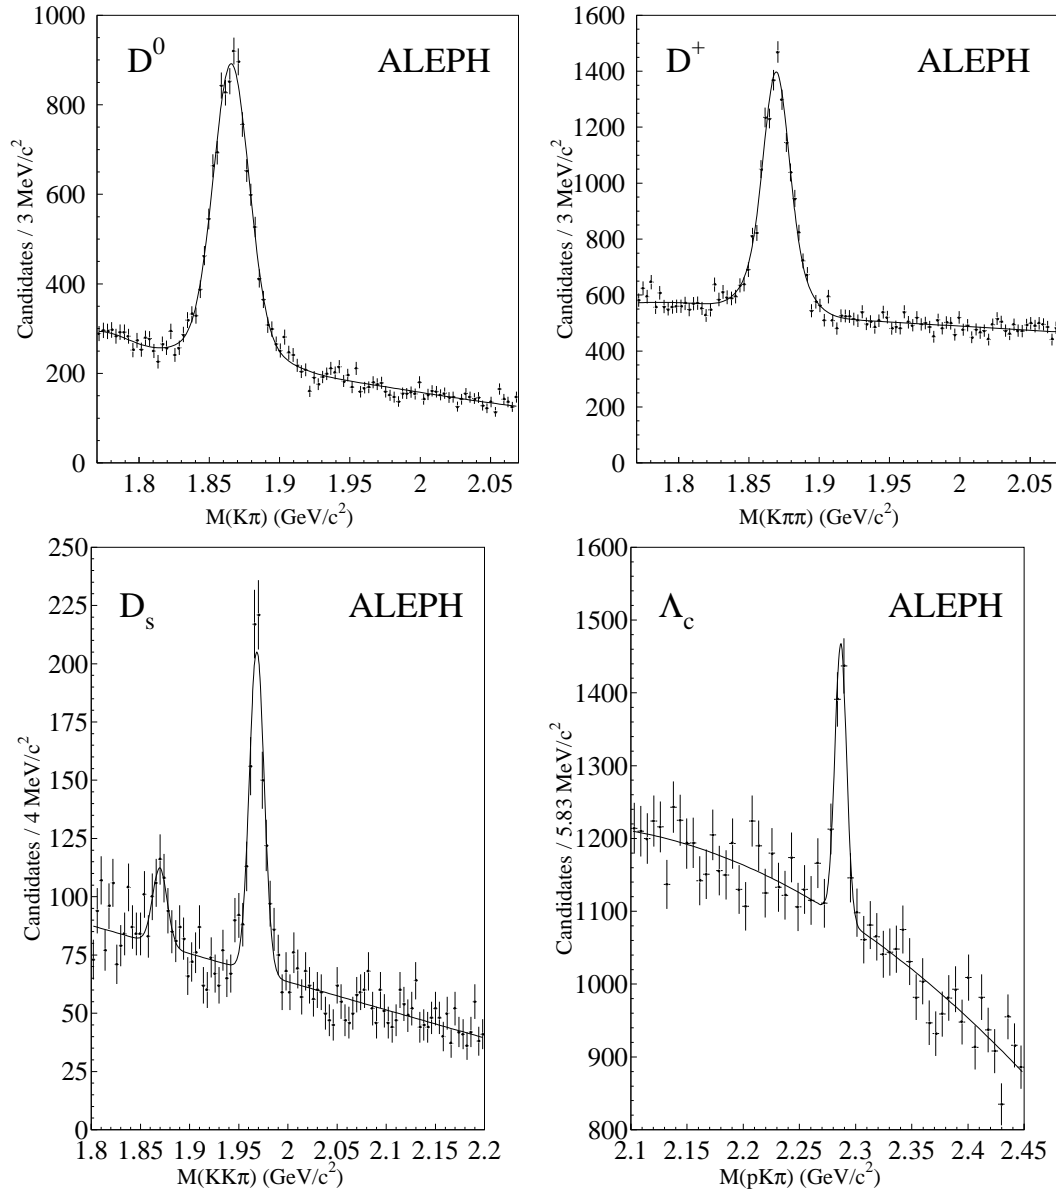 D⁰ ALEPH
Candidates / 3 MeV/c²
1000
800
600
400
200
0
1.8 1.85 1.9 1.95 2 2.05
M(Kπ) (GeV/c²)
D⁺ ALEPH
Candidates / 3 MeV/c²
1600
1400
1200
1000
800
600
400
200
0
1.8 1.85 1.9 1.95 2 2.05
M(Kππ) (GeV/c²)
Dₛ ALEPH
Candidates / 4 MeV/c²
250
225
200
175
150
125
100
75
50
25
0
1.8 1.85 1.9 1.95 2 2.05 2.1 2.15 2.2
M(KKπ) (GeV/c²)
Λc ALEPH
Candidates / 5.83 MeV/c²
1600
1500
1400
1300
1200
1100
1000
900
800
2.1 2.15 2.2 2.25 2.3 2.35 2.4 2.45
M(pKπ) (GeV/c²)